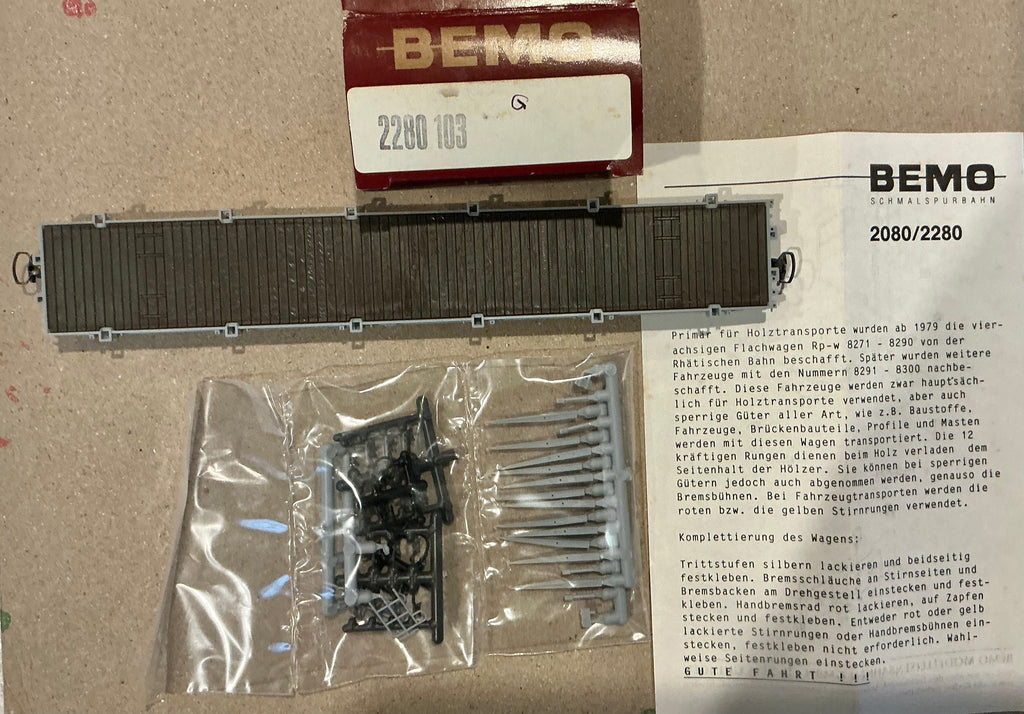 BEMO
G
2280 103
BEMO
SCHMALSPURBAHN
2080/2280
Primär für Holztransporte wurden ab 1979 die vier-
achsigen Flachwagen Rp-w 8271 - 8290 von der
Rhätischen Bahn beschafft. Später wurden weitere
Fahrzeuge mit den Nummern 8291 - 8300 nachbe-
schafft. Diese Fahrzeuge werden zwar hauptsäch-
lich für Holztransporte verwendet, aber auch
sperrige Güter aller Art, wie z.B. Baustoffe,
Fahrzeuge, Brückenbauteile, Profile und Masten
werden mit diesen Wagen transportiert. Die 12
kräftigen Rungen dienen beim Holz verladen dem
Seitenhalt der Hölzer. Sie können bei sperrigen
Gütern jedoch auch abgenommen werden, genauso die
Bremsbühnen. Bei Fahrzeugtransporten werden die
roten bzw. die gelben Stirnrungen verwendet.
Komplettierung des Wagens:
Trittstufen silbern lackieren und beidseitig
festkleben. Bremsschläuche an Stirnseiten und
Bremsbacken am Drehgestell einstecken und fest-
kleben. Handbremsrad rot lackieren, auf Zapfen
stecken und festkleben. Entweder rot oder gelb
lackierte Stirnrungen oder Handbremsbühnen ein-
stecken, festkleben nicht erforderlich. Wahl-
weise Seitenrungen einstecken.
GUTE FAHRT !!!